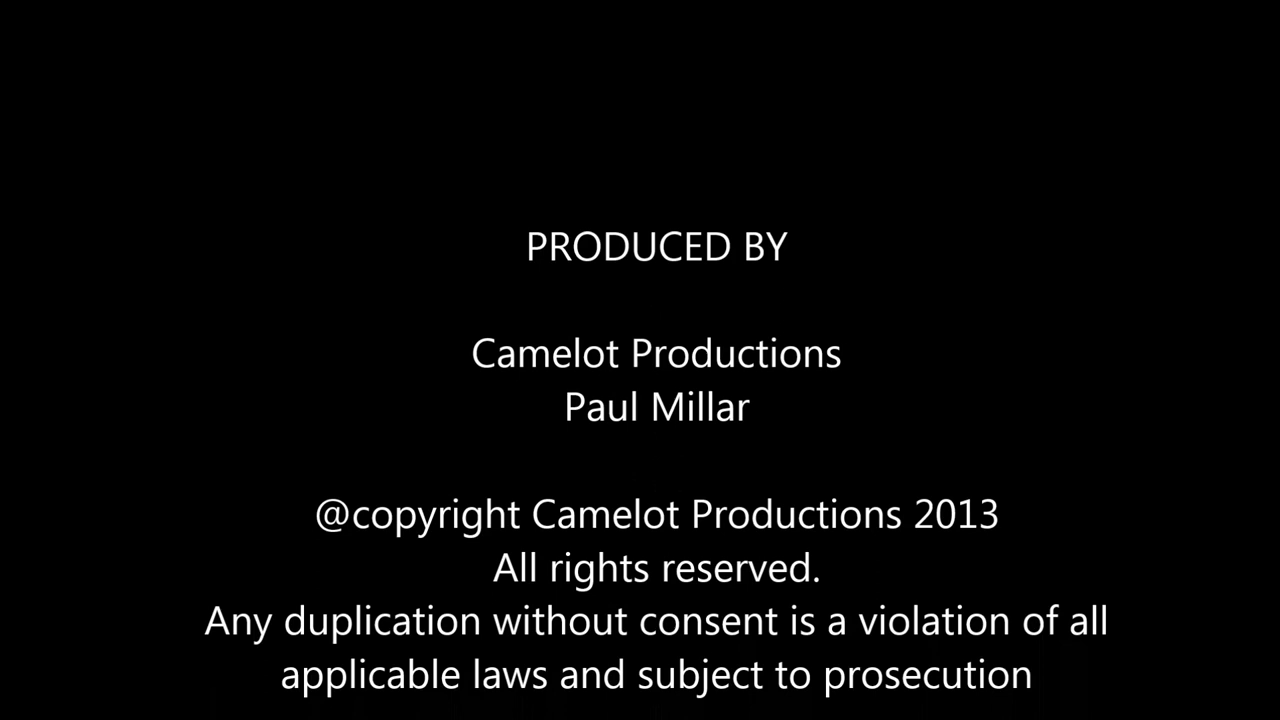 PRODUCED BY
Camelot Productions
Paul Millar
@copyright Camelot Productions 2013
All rights reserved.
Any duplication without consent is a violation of all
applicable laws and subject to prosecution